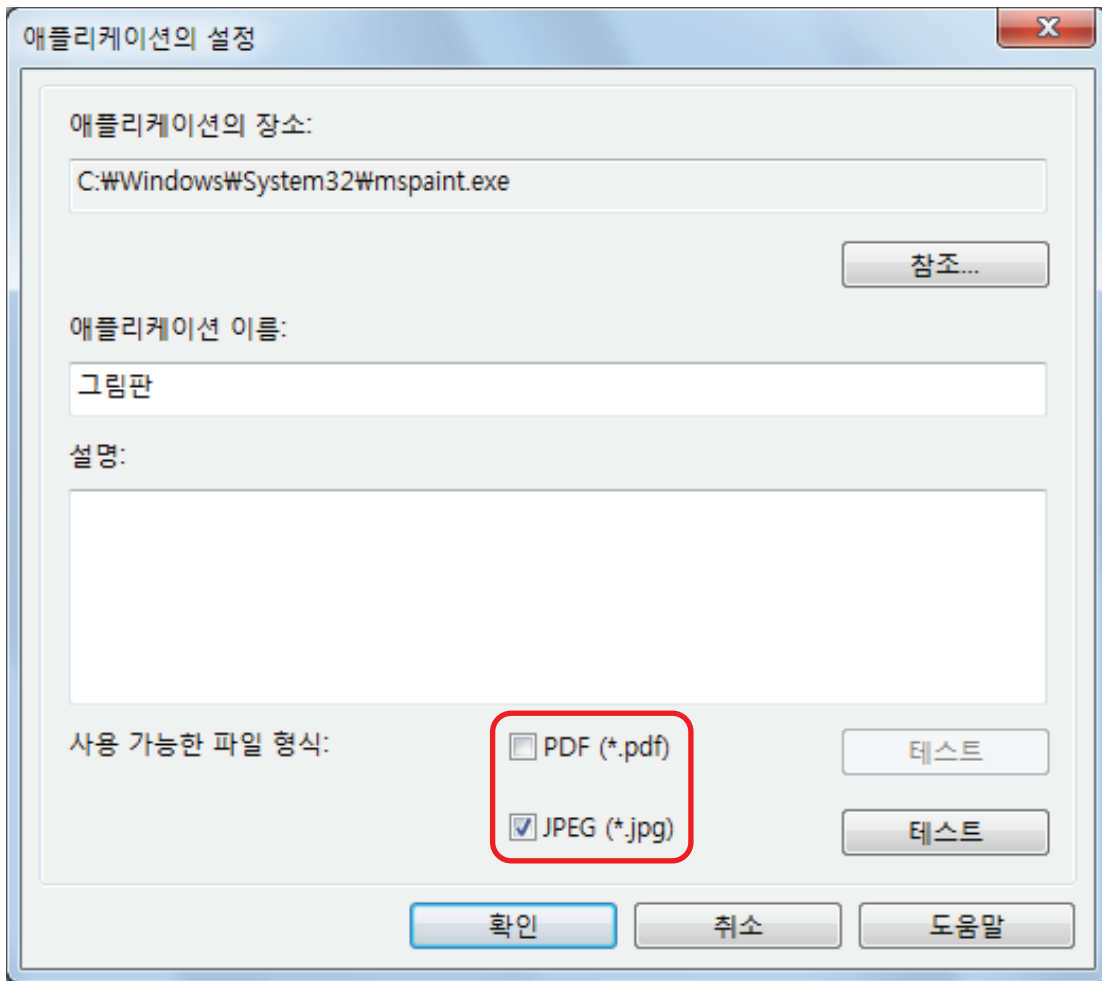 애플리케이션의 설정
애플리케이션의 장소:
C:₩Windows₩System32₩mspaint.exe
참조...
애플리케이션 이름:
그림판
설명:
사용 가능한 파일 형식:
PDF (*.pdf)
테스트
JPEG (*.jpg)
테스트
확인
취소
도움말